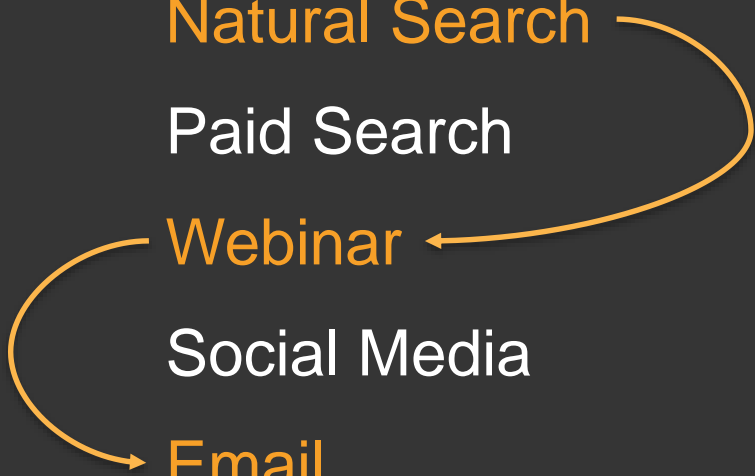 Natural Search
Paid Search
Webinar
Social Media
Email